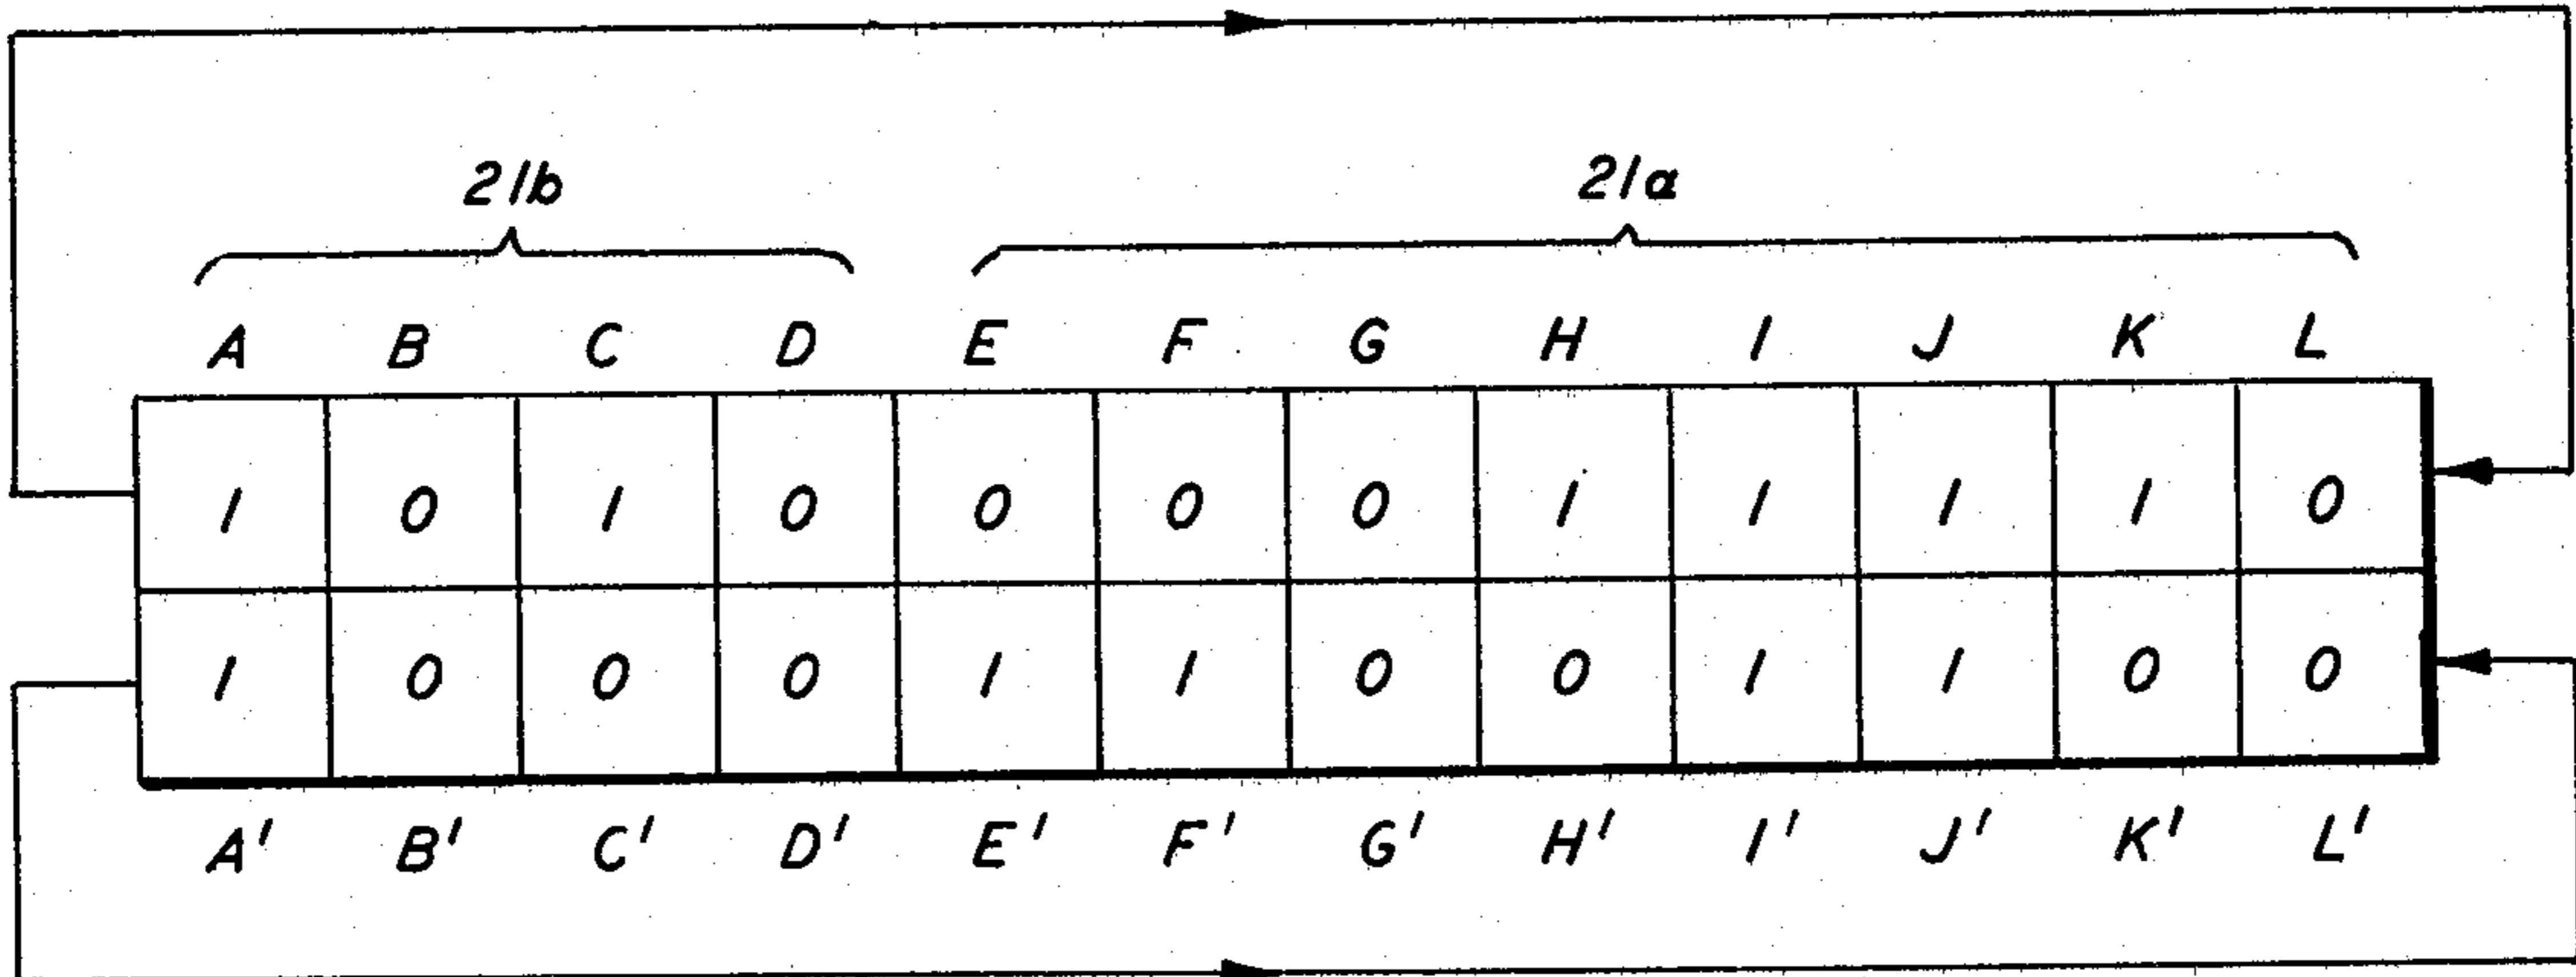 21b 21a
A B C D E F G H I J K L
1 0 1 0 0 0 0 1 1 1 1 0
1 0 0 0 1 1 0 0 1 1 0 0
A' B' C' D' E' F' G' H' I' J' K' L'